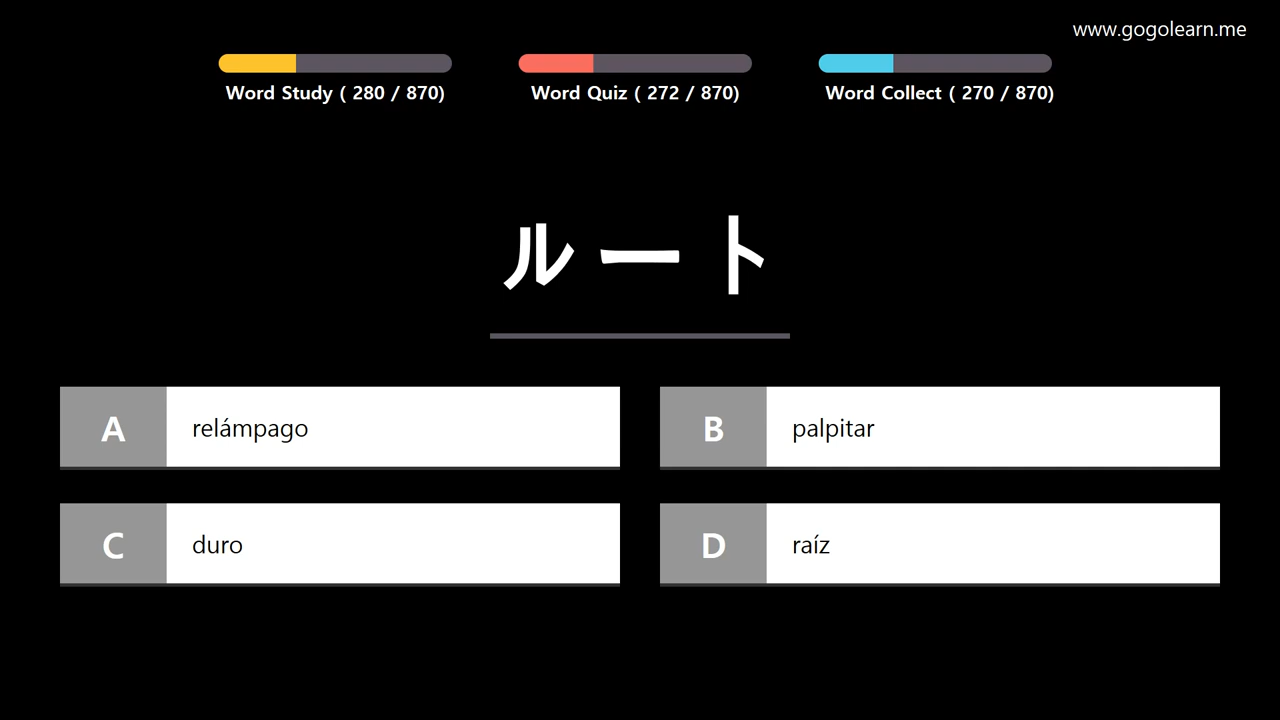 www.gogolearn.me
Word Study ( 280 / 870)
Word Quiz ( 272 / 870)
Word Collect ( 270 / 870)
ルート
A relámpago
B palpitar
C duro
D raíz